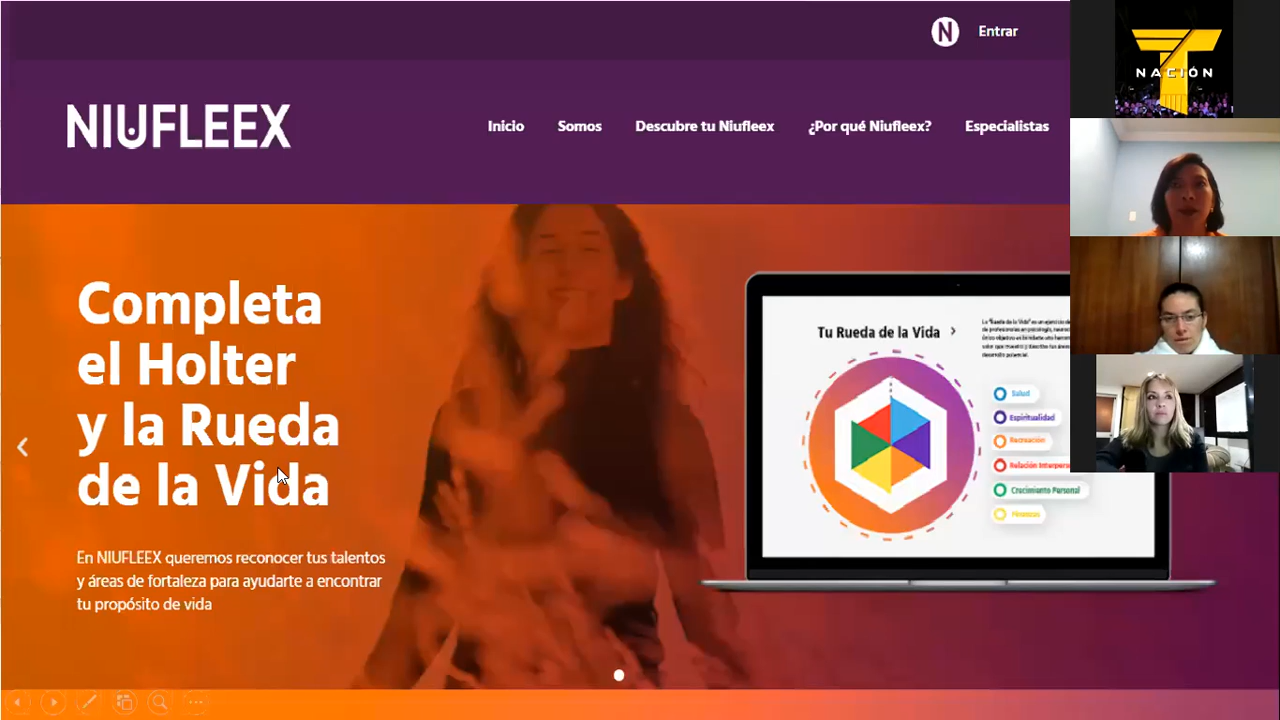 N Entrar
NIUFLEEX
Inicio Somos Descubre tu Niufleex ¿Por qué Niufleex? Especialistas
NACIÓN
Completa
el Holter
y la Rueda
de la Vida
En NIUFLEEX queremos reconocer tus talentos
y áreas de fortaleza para ayudarte a encontrar
tu propósito de vida
Tu Rueda de la Vida
Salud
Espiritualidad
Recreación
Relación
Crecimiento Personal
Finanzas